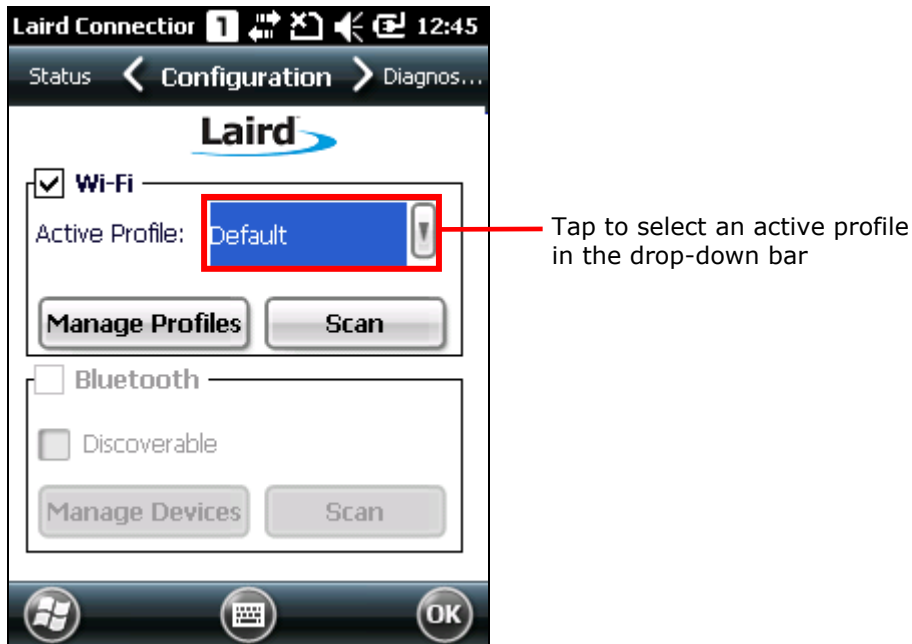 Laird Connection 1 12:45
Status Configuration Diagnos...
Laird
Wi-Fi
Active Profile: Default
Tap to select an active profile
in the drop-down bar
Manage Profiles Scan
Bluetooth
Discoverable
Manage Devices Scan
OK